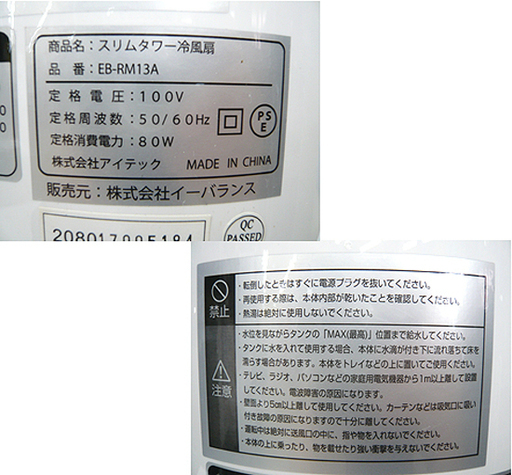 商品名：スリムタワー冷風扇
品 番：EB-RM13A
定格電圧：100V
定格周波数：50/60Hz
PS
E
定格消費電力：80W
株式会社アイテック MADE IN CHINA
販売元：株式会社イーバランス
QC
PASSED
禁止
・転倒したときはすぐに電源プラグを抜いてください。
・再使用する際は、本体内部が乾いたことを確認してください。
・熱湯は絶対に使用しないでください。
注意
・水位を見ながらタンクの「MAX(最高)」位置まで給水してください。
・タンクに水を入れて使用する場合、本体に水滴が付き下に流れ落ちて床を
濡らす場合があります。本体をトレイなどの上に置いてご使用ください。
・テレビ、ラジオ、パソコンなどの家庭用電気機器から1m以上離して設置
してください。電波障害の原因になります。
・壁面より5cm以上離して使用してください。カーテンなどは吸気口に吸い
付き故障の原因になりますので十分に離してください。
・運転中は絶対に送風口の中に、指や物を入れないでください。
・本体の上に乗ったり、物を載せたり強い衝撃を与えないでください。